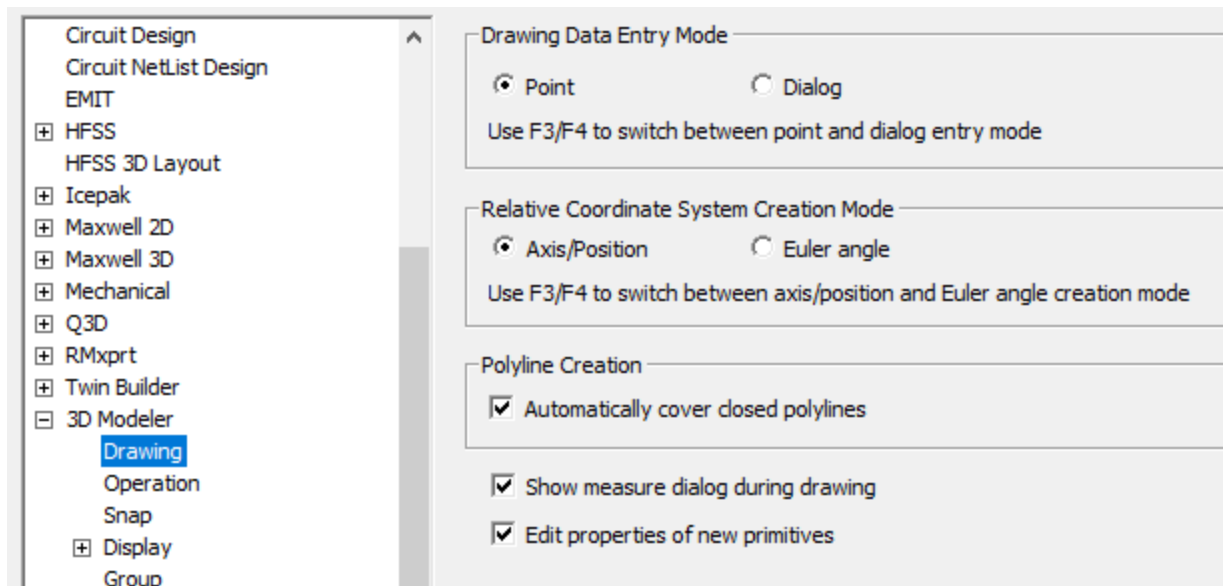 Circuit Design
Circuit NetList Design
EMIT
HFSS
HFSS 3D Layout
Icepak
Maxwell 2D
Maxwell 3D
Mechanical
Q3D
RMxprt
Twin Builder
3D Modeler
Drawing
Operation
Snap
Display
Group
Drawing Data Entry Mode
Point Dialog
Use F3/F4 to switch between point and dialog entry mode
Relative Coordinate System Creation Mode
Axis/Position Euler angle
Use F3/F4 to switch between axis/position and Euler angle creation mode
Polyline Creation
Automatically cover closed polylines
Show measure dialog during drawing
Edit properties of new primitives